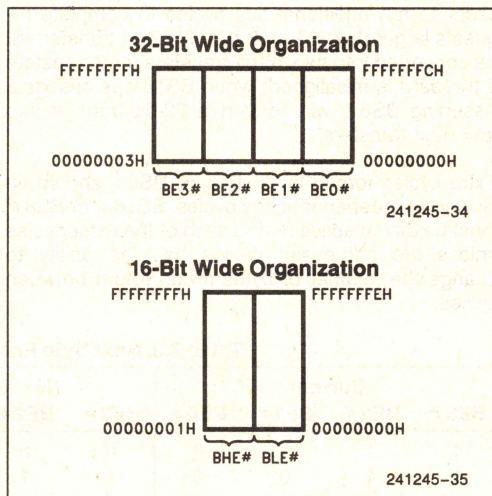 32-Bit Wide Organization
FFFFFFFFH FFFFFFFCH
00000003H 00000000H
BE3# BE2# BE1# BE0#
241245-34
16-Bit Wide Organization
FFFFFFFFH FFFFFFFEH
00000001H 00000000H
BHE# BLE#
241245-35